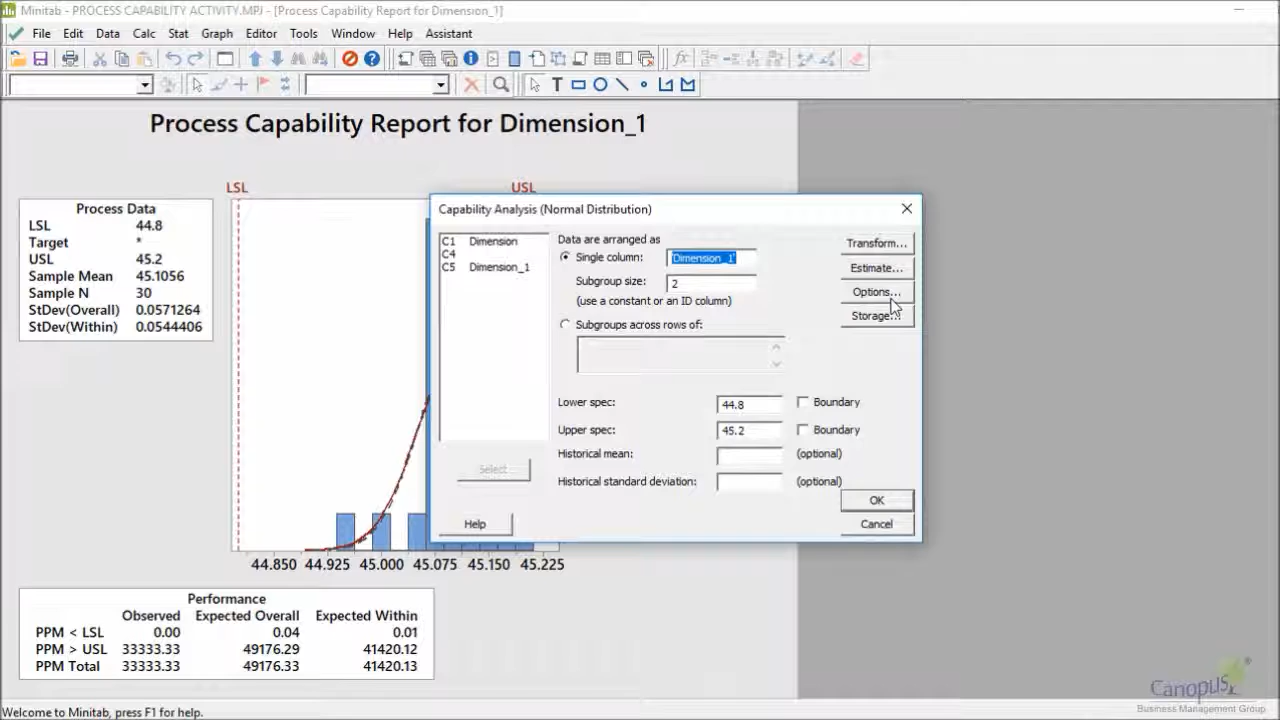 Minitab - PROCESS CAPABILITY ACTIVITY.MPJ - [Process Capability Report for Dimension_1]
File Edit Data Calc Stat Graph Editor Tools Window Help Assistant
Process Capability Report for Dimension_1
LSL USL
Process Data
LSL 44.8
Target *
USL 45.2
Sample Mean 45.1056
Sample N 30
StDev(Overall) 0.0571264
StDev(Within) 0.0544406
Capability Analysis (Normal Distribution)
C1 Dimension
C4
C5 Dimension_1
Data are arranged as
Single column: 'Dimension_1'
Subgroup size: 2
(use a constant or an ID column)
Subgroups across rows of:
Transform...
Estimate...
Options...
Storage...
Lower spec: 44.8 Boundary
Upper spec: 45.2 Boundary
Historical mean: (optional)
Historical standard deviation: (optional)
Select
OK
Help
Cancel
44.850 44.925 45.000 45.075 45.150 45.225
Performance
Observed Expected Overall Expected Within
PPM < LSL 0.00 0.04 0.01
PPM > USL 33333.33 49176.29 41420.12
PPM Total 33333.33 49176.33 41420.13
Canopus
Business Management Group
Welcome to Minitab, press F1 for help.